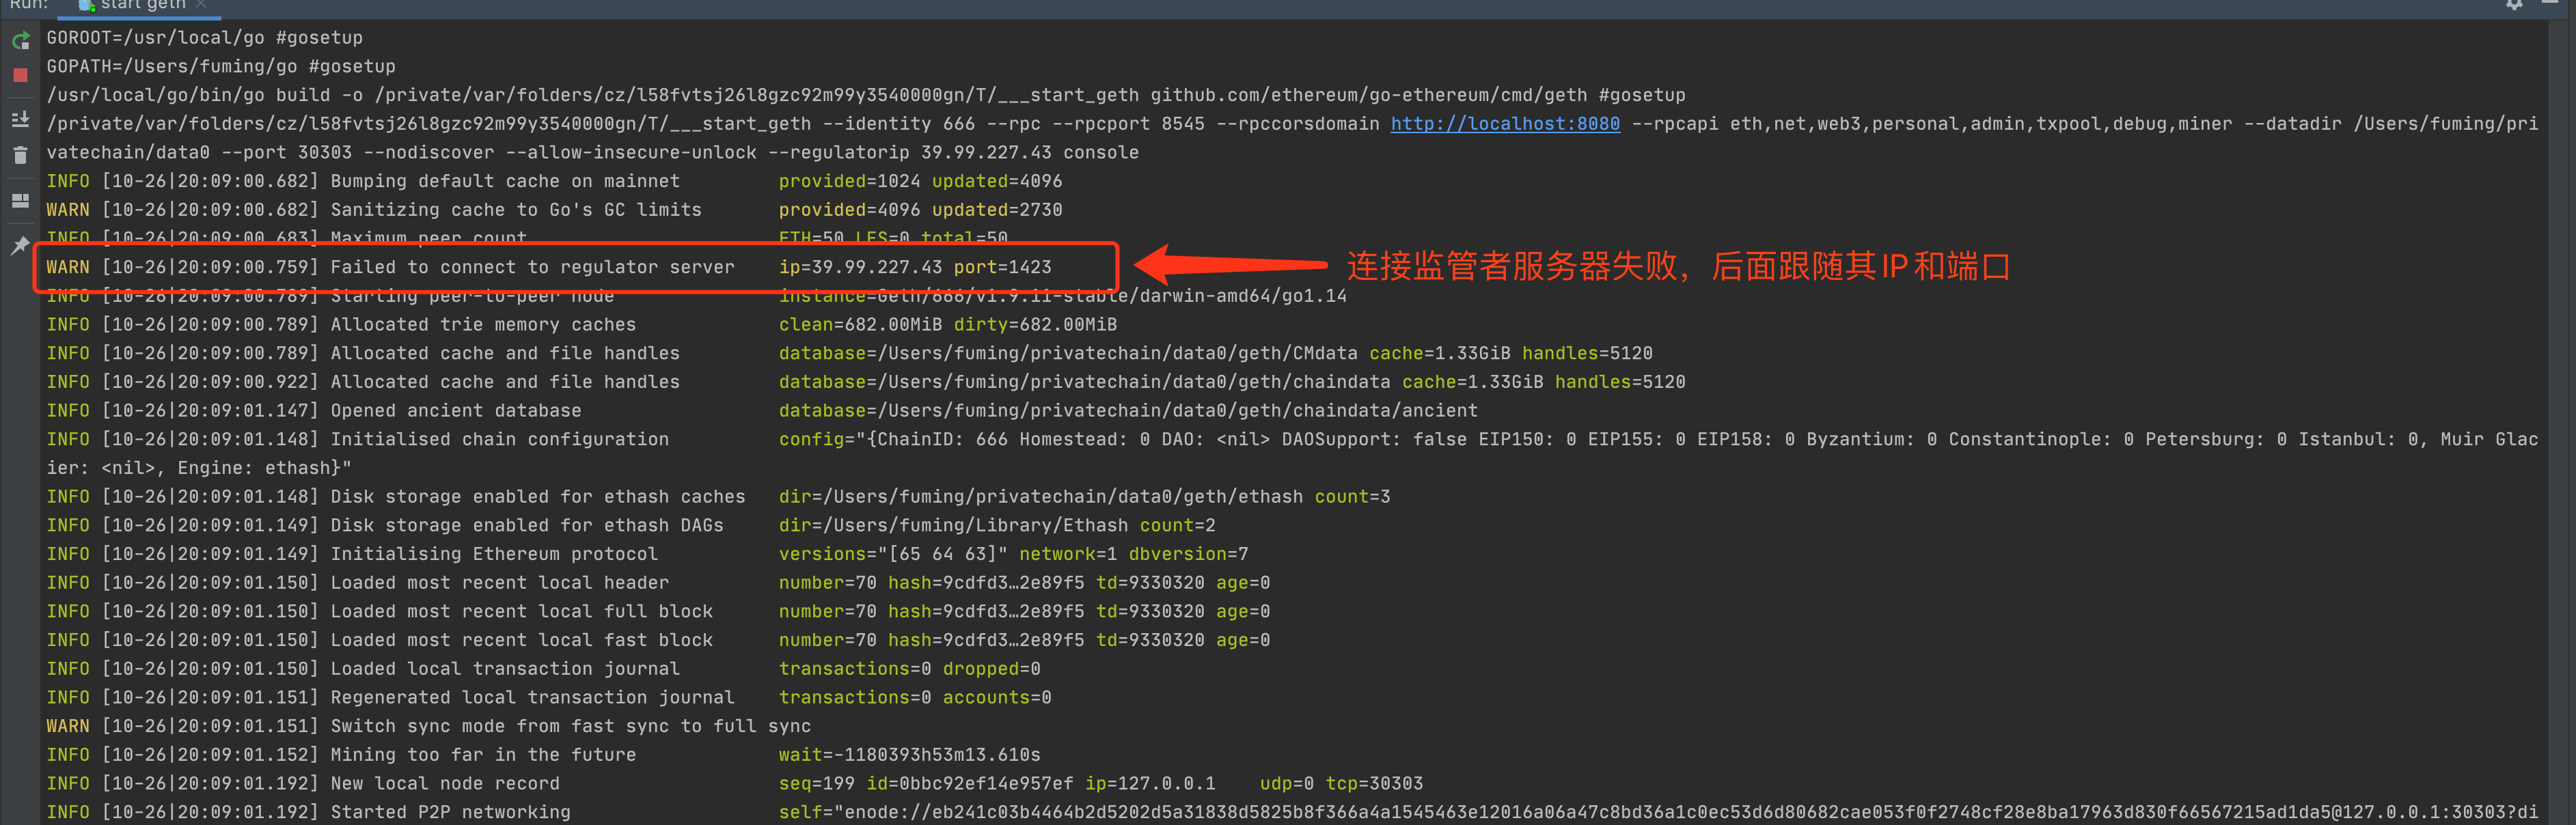 Run: start geth
GOROOT=/usr/local/go #gosetup
GOPATH=/Users/fuming/go #gosetup
/usr/local/go/bin/go build -o /private/var/folders/cz/l58fvtsj26l8gzc92m99y3540000gn/T/___start_geth github.com/ethereum/go-ethereum/cmd/geth #gosetup
/private/var/folders/cz/l58fvtsj26l8gzc92m99y3540000gn/T/___start_geth --identity 666 --rpc --rpcport 8545 --rpccorsdomain http://localhost:8080 --rpcapi eth,net,web3,personal,admin,txpool,debug,miner --datadir /Users/fuming/pri
vatechain/data0 --port 30303 --nodiscover --allow-insecure-unlock --regulatorip 39.99.227.43 console
INFO [10-26|20:09:00.682] Bumping default cache on mainnet provided=1024 updated=4096
WARN [10-26|20:09:00.682] Sanitizing cache to Go's GC limits provided=4096 updated=2730
INFO [10-26|20:09:00.683] Maximum peer count ETH=50 LES=0 total=50
WARN [10-26|20:09:00.759] Failed to connect to regulator server ip=39.99.227.43 port=1423 连接监管者服务器失败，后面跟随其IP和端口
INFO [10-26|20:09:00.789] Starting peer-to-peer node instance=Geth/666/v1.9.11-stable/darwin-amd64/go1.14
INFO [10-26|20:09:00.789] Allocated trie memory caches clean=682.00MiB dirty=682.00MiB
INFO [10-26|20:09:00.789] Allocated cache and file handles database=/Users/fuming/privatechain/data0/geth/CMdata cache=1.33GiB handles=5120
INFO [10-26|20:09:00.922] Allocated cache and file handles database=/Users/fuming/privatechain/data0/geth/chaindata cache=1.33GiB handles=5120
INFO [10-26|20:09:01.147] Opened ancient database database=/Users/fuming/privatechain/data0/geth/chaindata/ancient
INFO [10-26|20:09:01.148] Initialised chain configuration config="{ChainID: 666 Homestead: 0 DAO: <nil> DAOSupport: false EIP150: 0 EIP155: 0 EIP158: 0 Byzantium: 0 Constantinople: 0 Petersburg: 0 Istanbul: 0, Muir Glac
ier: <nil>, Engine: ethash}"
INFO [10-26|20:09:01.148] Disk storage enabled for ethash caches dir=/Users/fuming/privatechain/data0/geth/ethash count=3
INFO [10-26|20:09:01.149] Disk storage enabled for ethash DAGs dir=/Users/fuming/Library/Ethash count=2
INFO [10-26|20:09:01.149] Initialising Ethereum protocol versions="[65 64 63]" network=1 dbversion=7
INFO [10-26|20:09:01.150] Loaded most recent local header number=70 hash=9cdfd3…2e89f5 td=9330320 age=0
INFO [10-26|20:09:01.150] Loaded most recent local full block number=70 hash=9cdfd3…2e89f5 td=9330320 age=0
INFO [10-26|20:09:01.150] Loaded most recent local fast block number=70 hash=9cdfd3…2e89f5 td=9330320 age=0
INFO [10-26|20:09:01.150] Loaded local transaction journal transactions=0 dropped=0
INFO [10-26|20:09:01.151] Regenerated local transaction journal transactions=0 accounts=0
WARN [10-26|20:09:01.151] Switch sync mode from fast sync to full sync
INFO [10-26|20:09:01.152] Mining too far in the future wait=-1180393h53m13.610s
INFO [10-26|20:09:01.192] New local node record seq=199 id=0bbc92ef14e957ef ip=127.0.0.1 udp=0 tcp=30303
INFO [10-26|20:09:01.192] Started P2P networking self="enode://eb241c03b4464b2d5202d5a31838d5825b8f366a4a1545463e12016a06a47c8bd36a1c0ec53d6d80682cae053f0f2748cf28e8ba17963d830f66567215ad1da5@127.0.0.1:30303?di